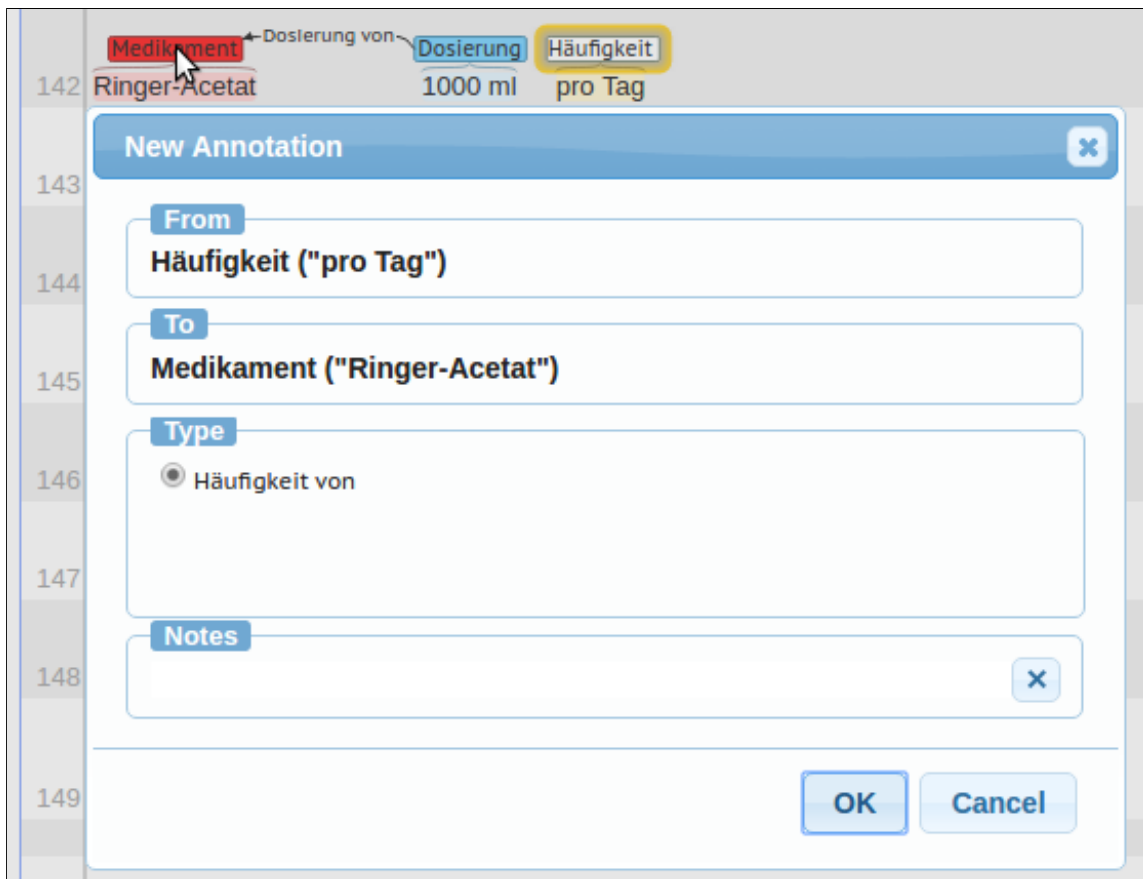 Medikament Dosierung von Dosierung Häufigkeit
142 Ringer-Acetat 1000 ml pro Tag
New Annotation
143
From
144 Häufigkeit ("pro Tag")
To
145 Medikament ("Ringer-Acetat")
Type
146 Häufigkeit von
147
Notes
148
149 OK Cancel